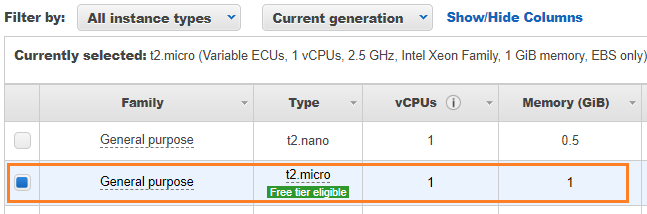 Filter by: All instance types Current generation Show/Hide Columns
Currently selected: t2.micro (Variable ECUs, 1 vCPUs, 2.5 GHz, Intel Xeon Family, 1 GiB memory, EBS only)
Family Type vCPUs i Memory (GiB)
General purpose t2.nano 1 0.5
General purpose t2.micro 1 1
Free tier eligible